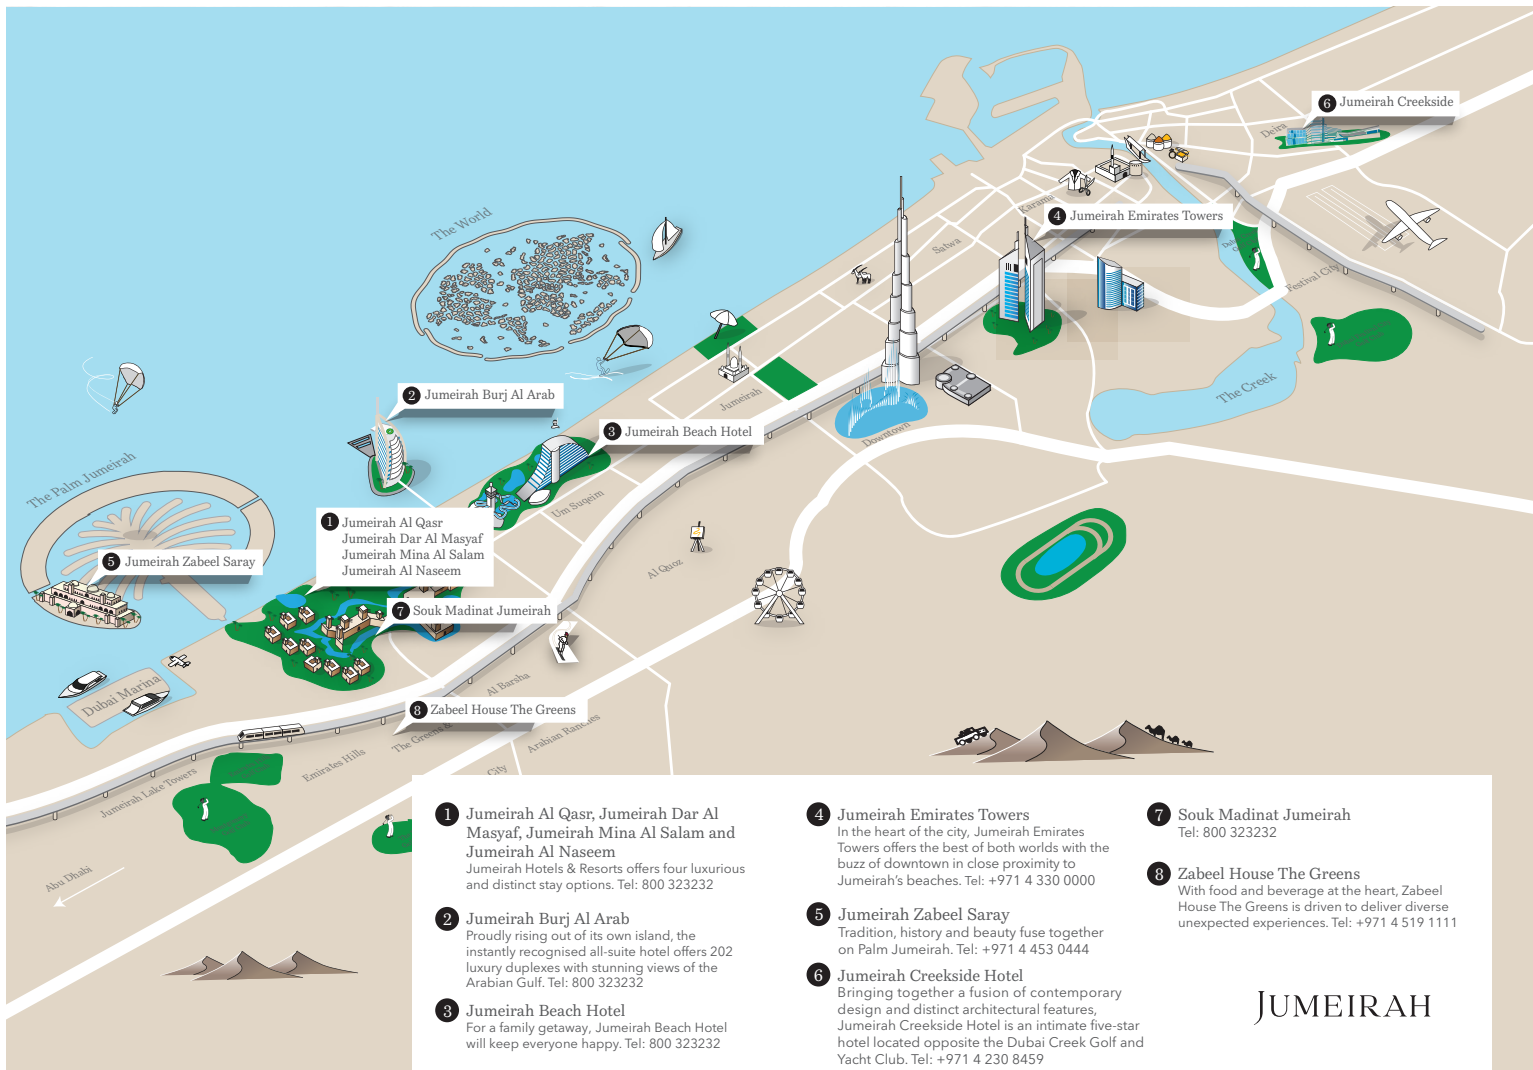 6 Jumeirah Creekside
Deira
4 Jumeirah Emirates Towers
Karama
Satwa
The World
Festival City
The Creek
Jumeirah
Downtown
2 Jumeirah Burj Al Arab
3 Jumeirah Beach Hotel
The Palm Jumeirah
Um Suqeim
1 Jumeirah Al Qasr
Jumeirah Dar Al Masyaf
Jumeirah Mina Al Salam
Jumeirah Al Naseem
5 Jumeirah Zabeel Saray
Al Quoz
7 Souk Madinat Jumeirah
Dubai Marina
Al Barsha
8 Zabeel House The Greens
The Greens &
Arabian Ranches
Emirates Hills
City
Jumeirah Lake Towers
Abu Dhabi
1 Jumeirah Al Qasr, Jumeirah Dar Al
Masyaf, Jumeirah Mina Al Salam and
Jumeirah Al Naseem
Jumeirah Hotels & Resorts offers four luxurious
and distinct stay options. Tel: 800 323232
2 Jumeirah Burj Al Arab
Proudly rising out of its own island, the
instantly recognised all-suite hotel offers 202
luxury duplexes with stunning views of the
Arabian Gulf. Tel: 800 323232
3 Jumeirah Beach Hotel
For a family getaway, Jumeirah Beach Hotel
will keep everyone happy. Tel: 800 323232
4 Jumeirah Emirates Towers
In the heart of the city, Jumeirah Emirates
Towers offers the best of both worlds with the
buzz of downtown in close proximity to
Jumeirah's beaches. Tel: +971 4 330 0000
5 Jumeirah Zabeel Saray
Tradition, history and beauty fuse together
on Palm Jumeirah. Tel: +971 4 453 0444
6 Jumeirah Creekside Hotel
Bringing together a fusion of contemporary
design and distinct architectural features,
Jumeirah Creekside Hotel is an intimate five-star
hotel located opposite the Dubai Creek Golf and
Yacht Club. Tel: +971 4 230 8459
7 Souk Madinat Jumeirah
Tel: 800 323232
8 Zabeel House The Greens
With food and beverage at the heart, Zabeel
House The Greens is driven to deliver diverse
unexpected experiences. Tel: +971 4 519 1111
JUMEIRAH